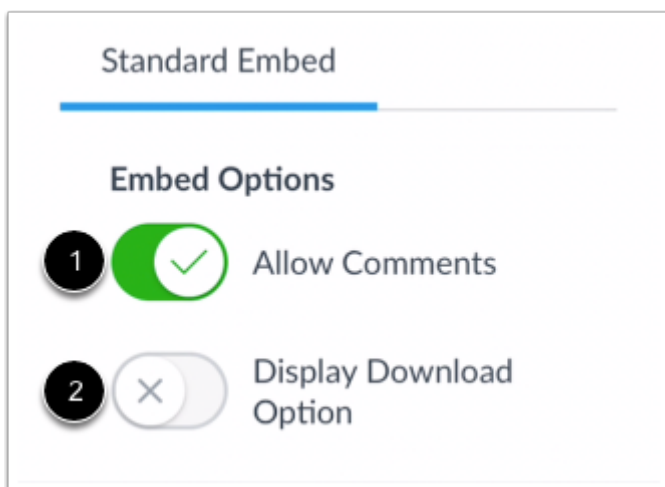 Standard Embed
Embed Options
1 Allow Comments
2 Display Download
Option